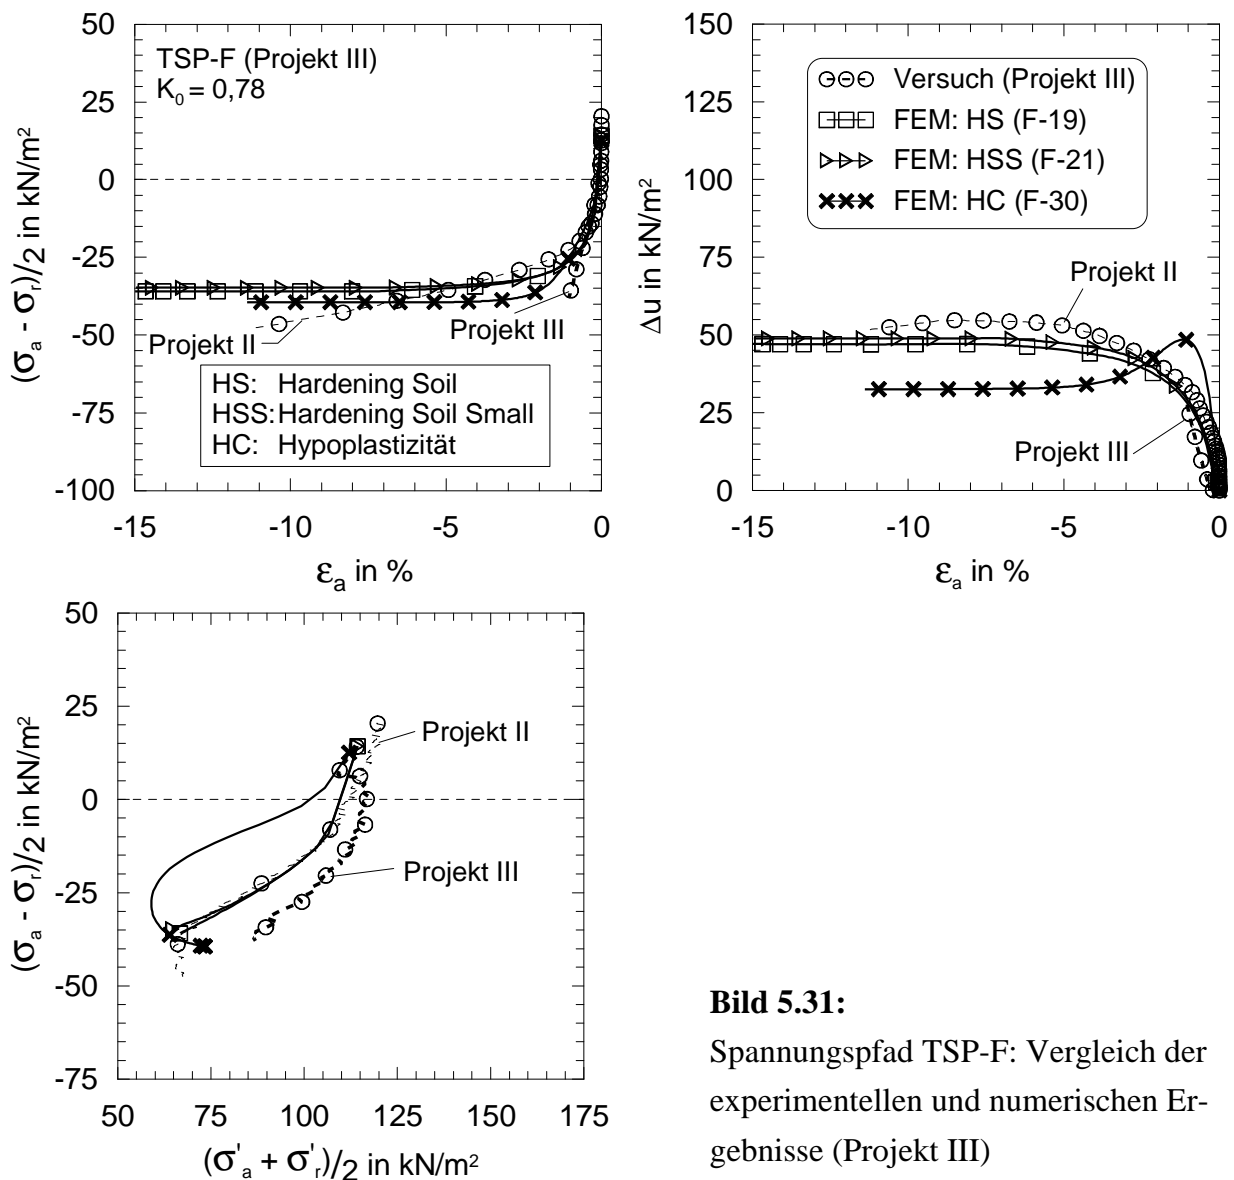 50
25
0
-25
-50
-75
-100
(σa - σr)/2 in kN/m²
TSP-F (Projekt III)
K0 = 0,78
Projekt II
Projekt III
HS: Hardening Soil
HSS: Hardening Soil Small
HC: Hypoplastizität
-15 -10 -5 0
εa in %
150
125
100
75
50
25
0
Δu in kN/m²
Versuch (Projekt III)
FEM: HS (F-19)
FEM: HSS (F-21)
FEM: HC (F-30)
Projekt II
Projekt III
-15 -10 -5 0
εa in %
50
25
0
-25
-50
-75
(σa - σr)/2 in kN/m²
Projekt II
Projekt III
50 75 100 125 150 175
(σ'a + σ'r)/2 in kN/m²
Bild 5.31:
Spannungspfad TSP-F: Vergleich der
experimentellen und numerischen Er-
gebnisse (Projekt III)